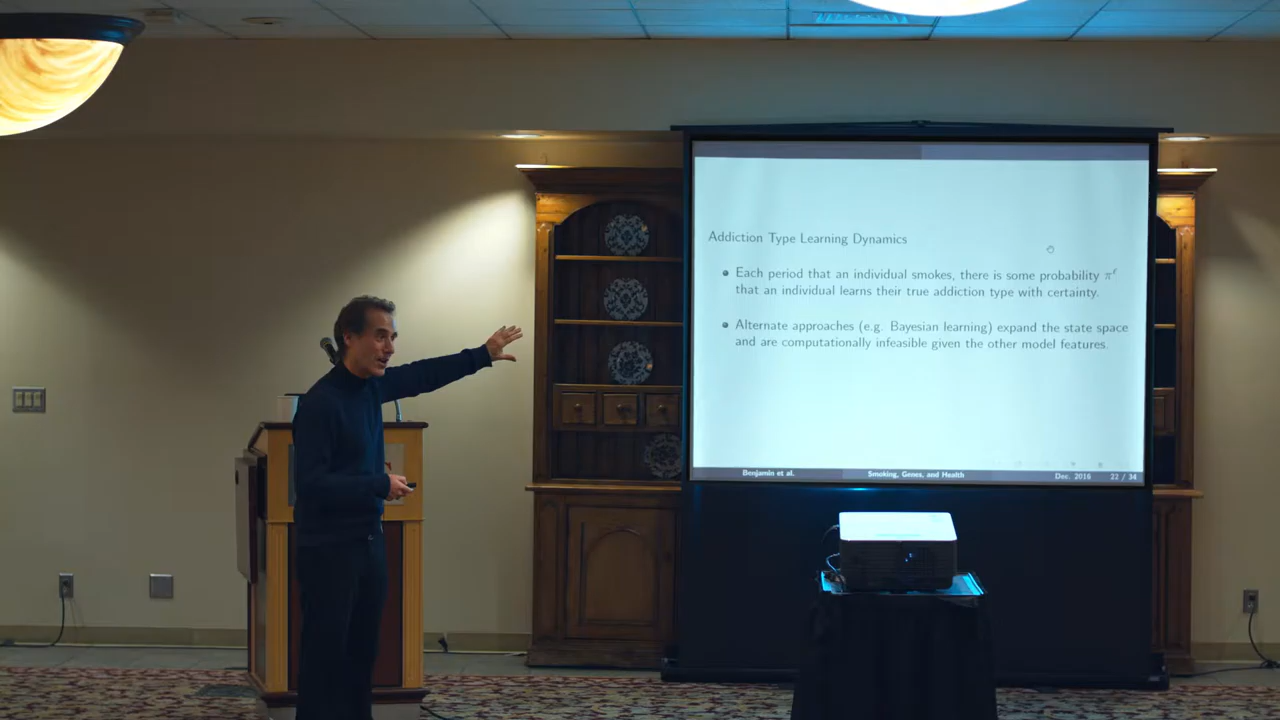 Addiction Type Learning Dynamics
Each period that an individual smokes, there is some probability πℓ
that an individual learns their true addiction type with certainty.
Alternate approaches (e.g. Bayesian learning) expand the state space
and are computationally infeasible given the other model features.
Benjamin et al. Smoking, Genes, and Health Dec. 2016 22 / 34